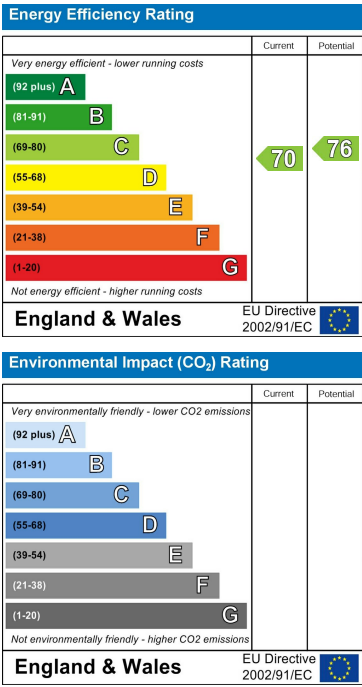 Energy Efficiency Rating
Current Potential
Very energy efficient - lower running costs
(92 plus) A
(81-91) B
(69-80) C
(55-68) D
(39-54) E
(21-38) F
(1-20) G
70 76
Not energy efficient - higher running costs
England & Wales
EU Directive
2002/91/EC
Environmental Impact (CO₂) Rating
Current Potential
Very environmentally friendly - lower CO2 emissions
(92 plus) A
(81-91) B
(69-80) C
(55-68) D
(39-54) E
(21-38) F
(1-20) G
Not environmentally friendly - higher CO2 emissions
England & Wales
EU Directive
2002/91/EC